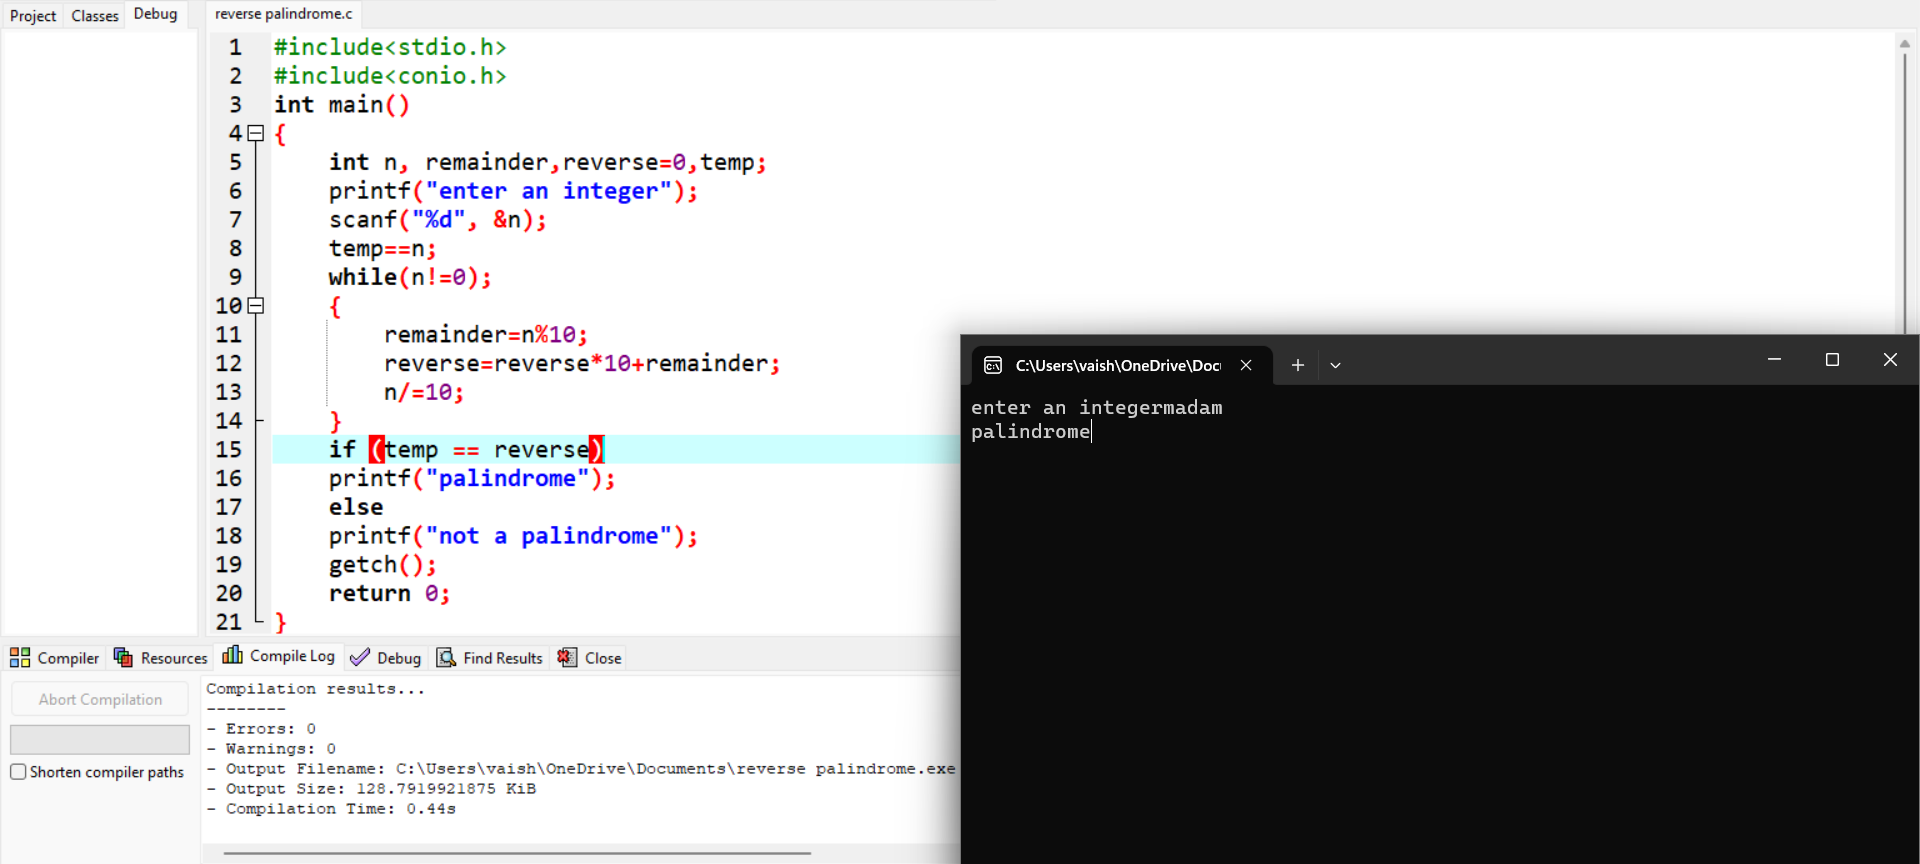 Project Classes Debug
reverse palindrome.c
1 #include<stdio.h>
2 #include<conio.h>
3 int main()
4 {
5 int n, remainder,reverse=0,temp;
6 printf("enter an integer");
7 scanf("%d", &n);
8 temp==n;
9 while(n!=0);
10 {
11 remainder=n%10;
12 reverse=reverse*10+remainder;
13 n/=10;
14 }
15 if (temp == reverse)
16 printf("palindrome");
17 else
18 printf("not a palindrome");
19 getch();
20 return 0;
21 }
C:\Users\vaish\OneDrive\Docu
enter an integermadam
palindrome
Compiler Resources Compile Log Debug Find Results Close
Abort Compilation
Shorten compiler paths
Compilation results...
--------
- Errors: 0
- Warnings: 0
- Output Filename: C:\Users\vaish\OneDrive\Documents\reverse palindrome.exe
- Output Size: 128.7919921875 KiB
- Compilation Time: 0.44s